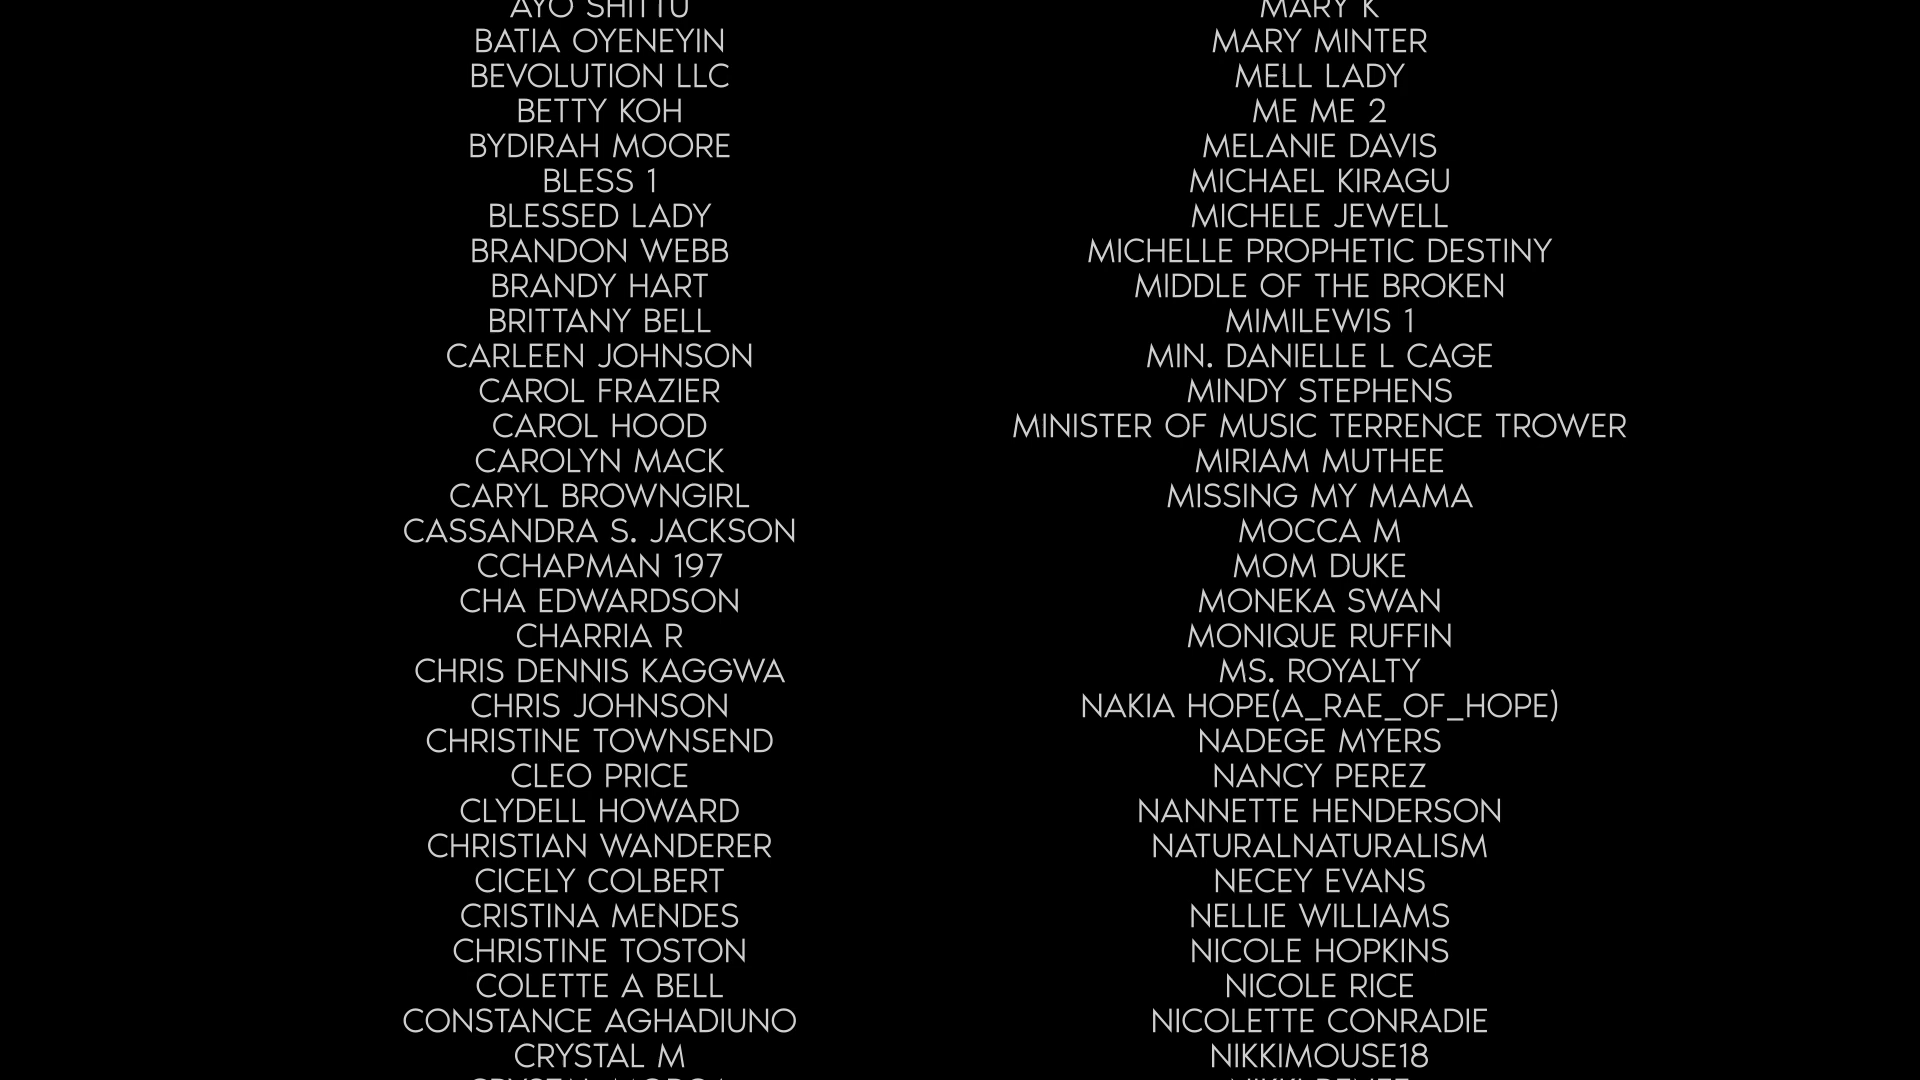 AYO SHITTU
BATIA OYENEYIN
BEVOLUTION LLC
BETTY KOH
BYDIRAH MOORE
BLESS 1
BLESSED LADY
BRANDON WEBB
BRANDY HART
BRITTANY BELL
CARLEEN JOHNSON
CAROL FRAZIER
CAROL HOOD
CAROLYN MACK
CARYL BROWNGIRL
CASSANDRA S. JACKSON
CCHAPMAN 197
CHA EDWARDSON
CHARRIA R
CHRIS DENNIS KAGGWA
CHRIS JOHNSON
CHRISTINE TOWNSEND
CLEO PRICE
CLYDELL HOWARD
CHRISTIAN WANDERER
CICELY COLBERT
CRISTINA MENDES
CHRISTINE TOSTON
COLETTE A BELL
CONSTANCE AGHADIUNO
CRYSTAL M
MARY K
MARY MINTER
MELL LADY
ME ME 2
MELANIE DAVIS
MICHAEL KIRAGU
MICHELE JEWELL
MICHELLE PROPHETIC DESTINY
MIDDLE OF THE BROKEN
MIMILEWIS 1
MIN. DANIELLE L CAGE
MINDY STEPHENS
MINISTER OF MUSIC TERRENCE TROWER
MIRIAM MUTHEE
MISSING MY MAMA
MOCCA M
MOM DUKE
MONEKA SWAN
MONIQUE RUFFIN
MS. ROYALTY
NAKIA HOPE(A_RAE_OF_HOPE)
NADEGE MYERS
NANCY PEREZ
NANNETTE HENDERSON
NATURALNATURALISM
NECEY EVANS
NELLIE WILLIAMS
NICOLE HOPKINS
NICOLE RICE
NICOLETTE CONRADIE
NIKKIMOUSE18